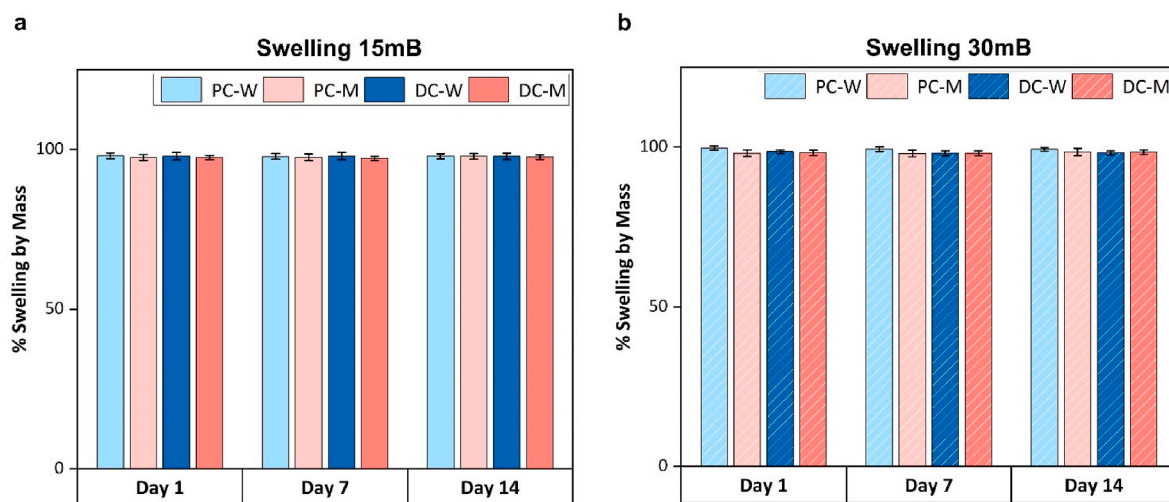 a
Swelling 15mB
PC-W PC-M DC-W DC-M
% Swelling by Mass
100
50
0
Day 1 Day 7 Day 14
b
Swelling 30mB
PC-W PC-M DC-W DC-M
% Swelling by Mass
100
50
0
Day 1 Day 7 Day 14